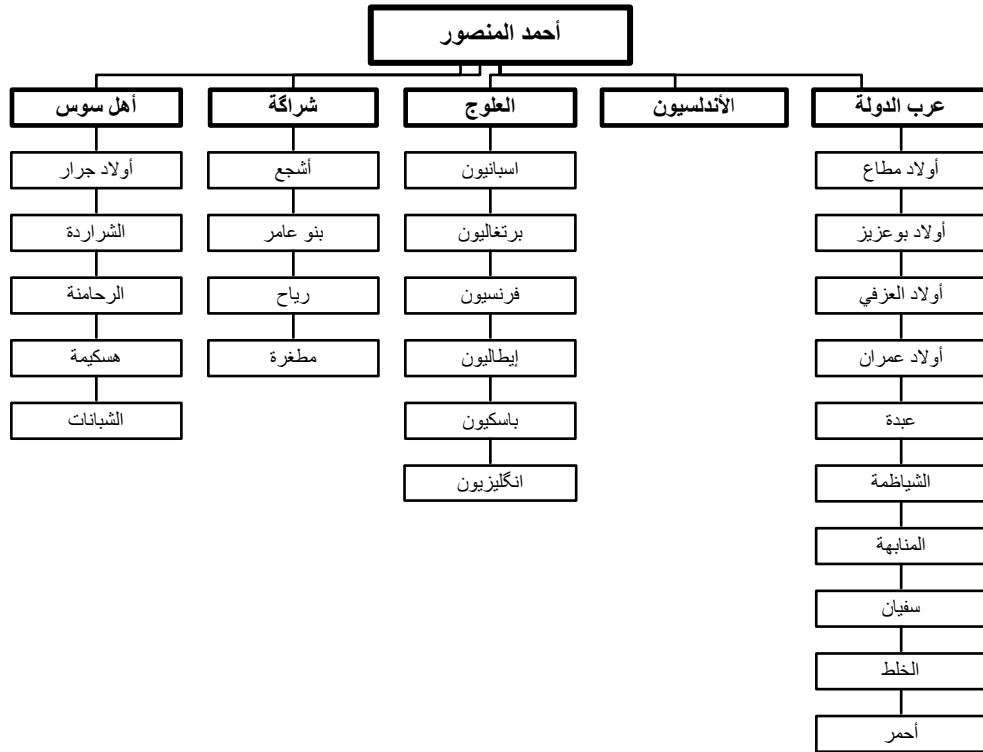 أحمد المنصور
عرب الدولة
أولاد مطاع
أولاد بوعزيز
أولاد العزفي
أولاد عمران
عبدة
الشياظمة
المنابهة
سفيان
الخلط
أحمر
الأندلسيون
العلوج
اسبانيون
برتغاليون
فرنسيون
إيطاليون
باسكيون
انگليزيون
شراگة
أشجع
بنو عامر
رياح
مطغرة
أهل سوس
أولاد جرار
الشراردة
الرحامنة
هسكيمة
الشبانات